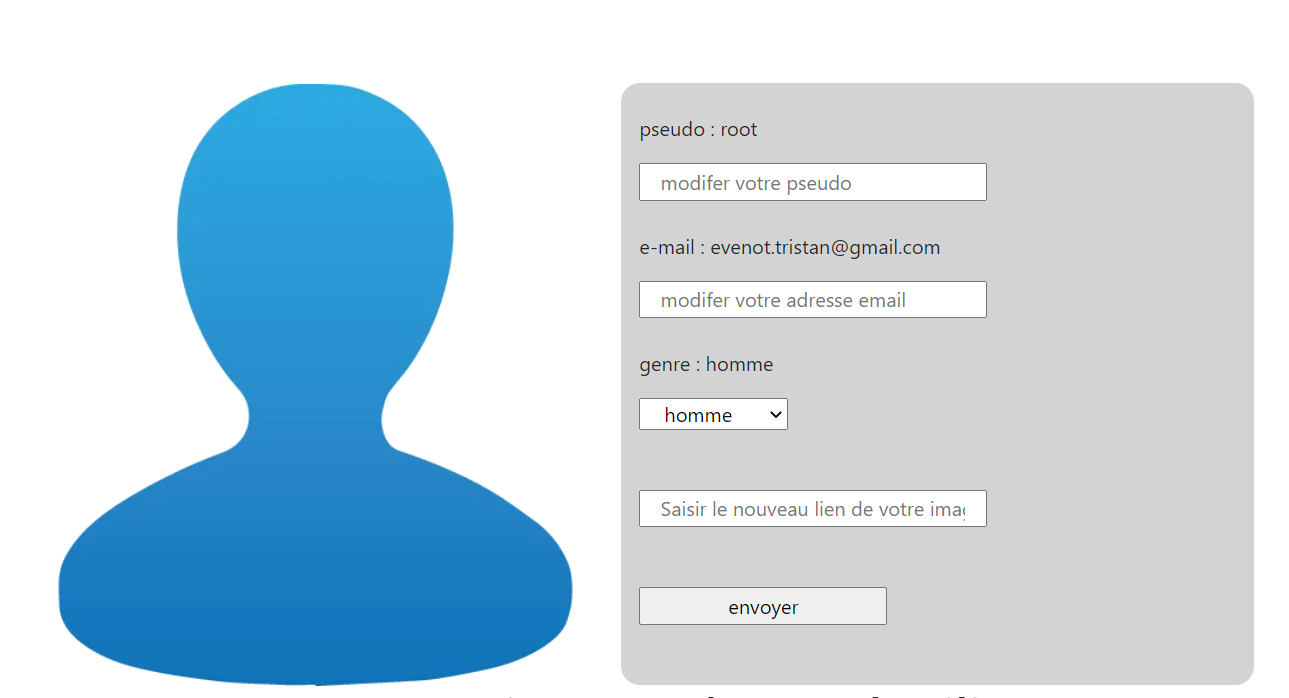 pseudo : root
modifer votre pseudo
e-mail : evenot.tristan@gmail.com
modifer votre adresse email
genre : homme
homme
Saisir le nouveau lien de votre
envoyer